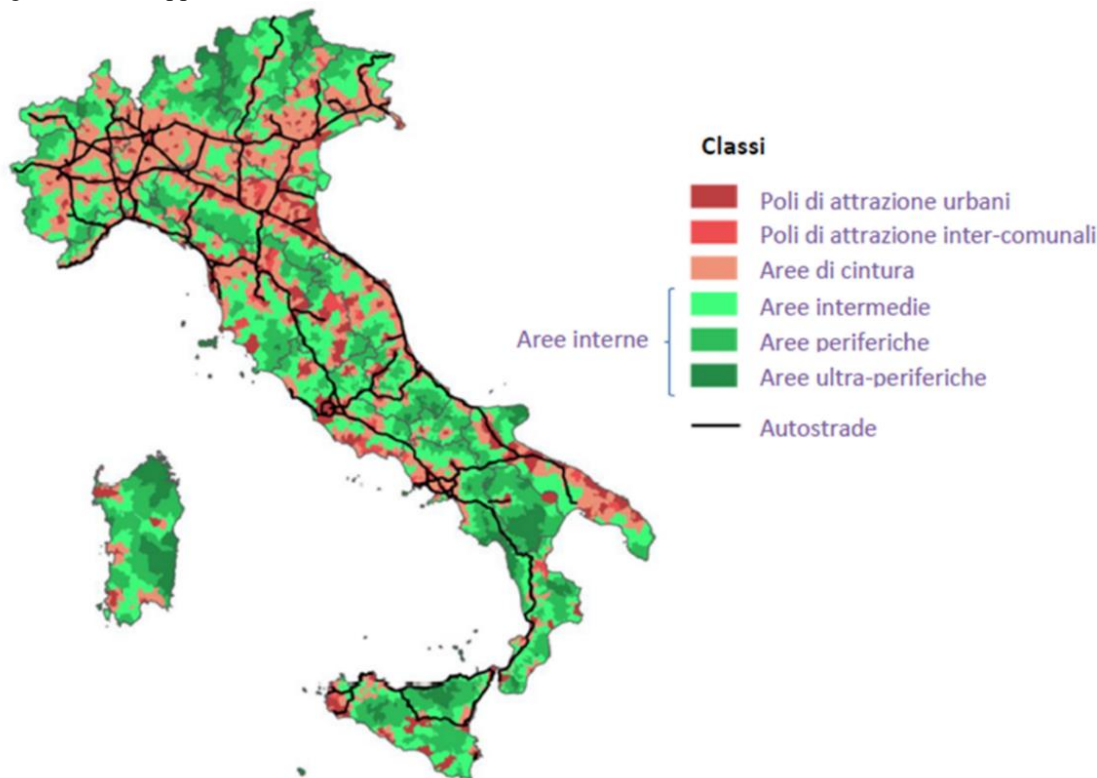 Classi
Poli di attrazione urbani
Poli di attrazione inter-comunali
Aree di cintura
Aree intermedie
Aree interne
Aree periferiche
Aree ultra-periferiche
Autostrade